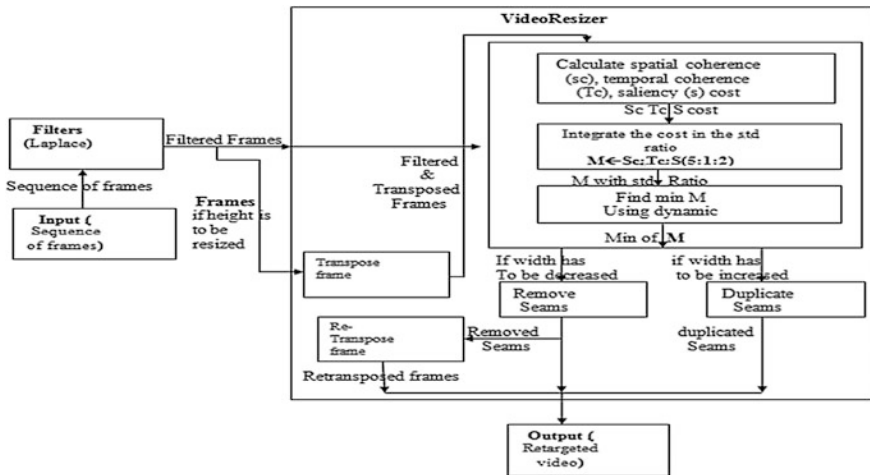 VideoResizer
Calculate spatial coherence
(sc), temporal coherence
(Tc), saliency (s) cost
Sc Tc S cost
Integrate the cost in the std
ratio
M←Sc:Tc:S(5:1:2)
M with std Ratio
Find min M
Using dynamic
Min of M
Filters
(Laplace)
Filtered Frames
Sequence of frames
Input (
Sequence
of frames)
Frames
if height is
to be
resized
Filtered
&
Transposed
Frames
Transpose
frame
If width has
To be decreased
if width has
to be increased
Remove
Seams
Duplicate
Seams
Re-
Transpose
frame
Removed
Seams
duplicated
Seams
Retransposed frames
Output (
Retargeted
video)